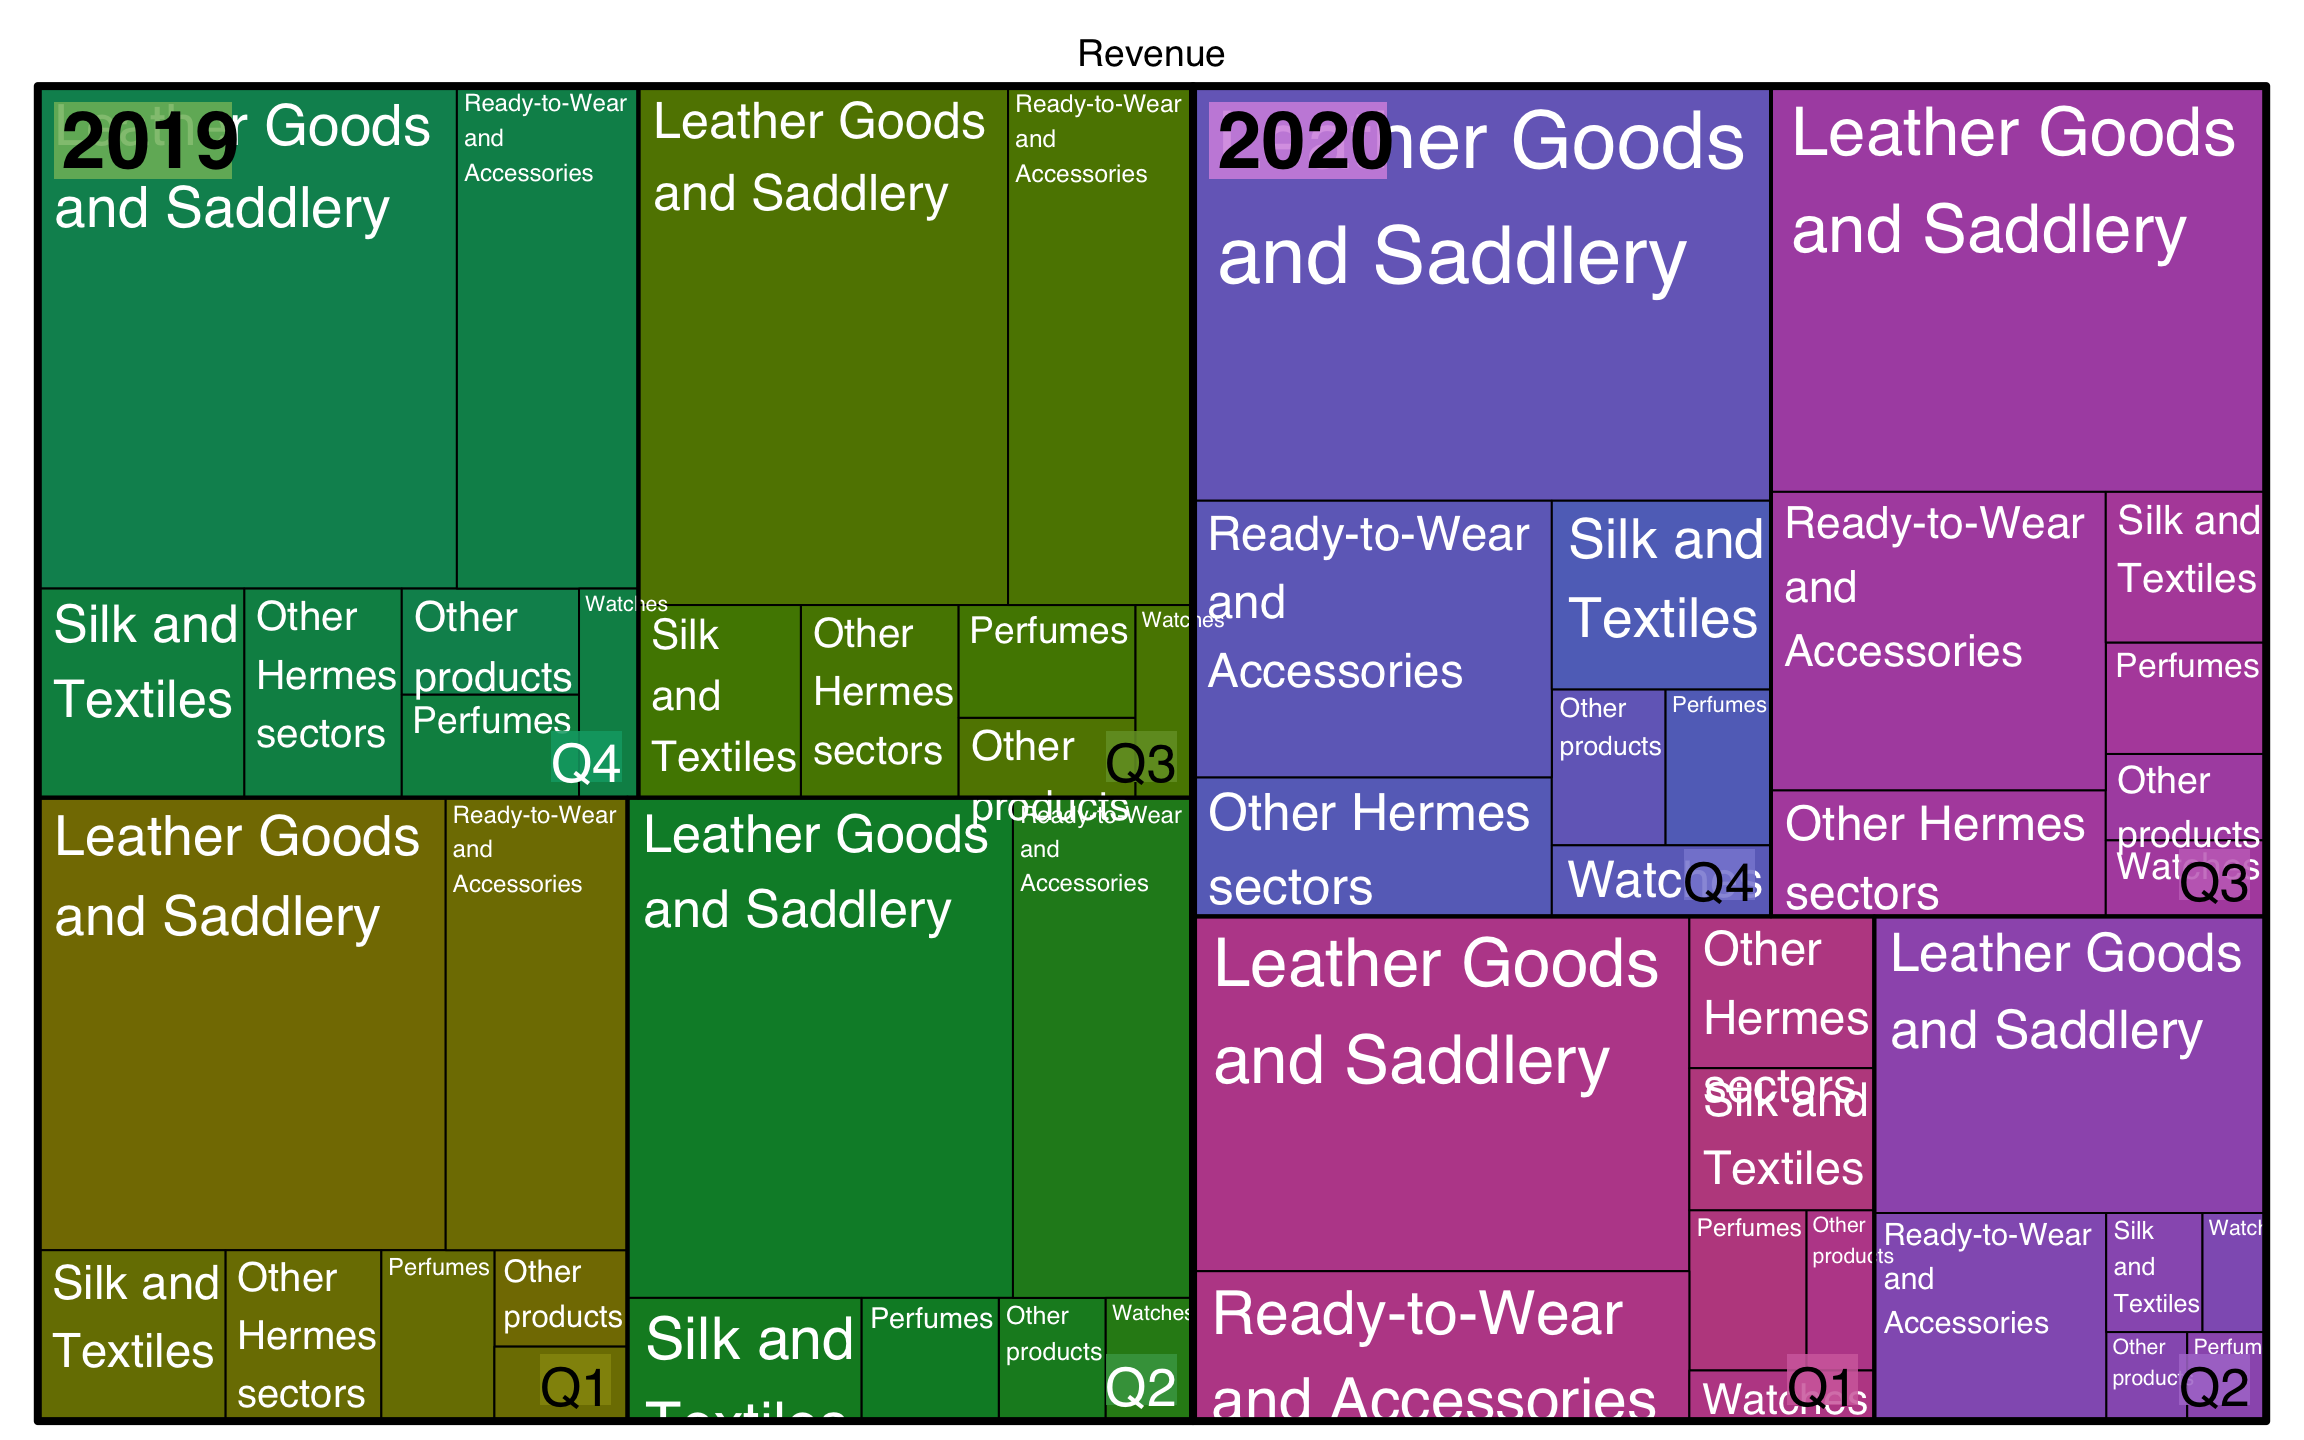 Revenue
2019
Leather Goods
and Saddlery
Ready-to-Wear
and
Accessories
Silk and
Textiles
Other
Hermes
sectors
Other
products
Perfumes
Watches
Q4
Leather Goods
and Saddlery
Ready-to-Wear
and
Accessories
Silk
and
Textiles
Other
Hermes
sectors
Perfumes
Other
products
Watches
Q3
Leather Goods
and Saddlery
Ready-to-Wear
and
Accessories
Silk and
Textiles
Other
Hermes
sectors
Perfumes
Other
products
Q1
Leather Goods
and Saddlery
Ready-to-Wear
and
Accessories
Silk and
Textiles
Perfumes
Other
products
Watches
Q2
2020
Leather Goods
and Saddlery
Ready-to-Wear
and
Accessories
Silk and
Textiles
Other Hermes
sectors
Other
products
Perfumes
Watches
Q4
Leather Goods
and Saddlery
Ready-to-Wear
and
Accessories
Silk and
Textiles
Perfumes
Other Hermes
sectors
Other
products
Watches
Q3
Leather Goods
and Saddlery
Other
Hermes
sectors
Silk and
Textiles
Perfumes
Other
products
Ready-to-Wear
and Accessories
Watches
Q1
Leather Goods
and Saddlery
Ready-to-Wear
and
Accessories
Silk
and
Textiles
Watch
Other
produc
Perfum
Q2